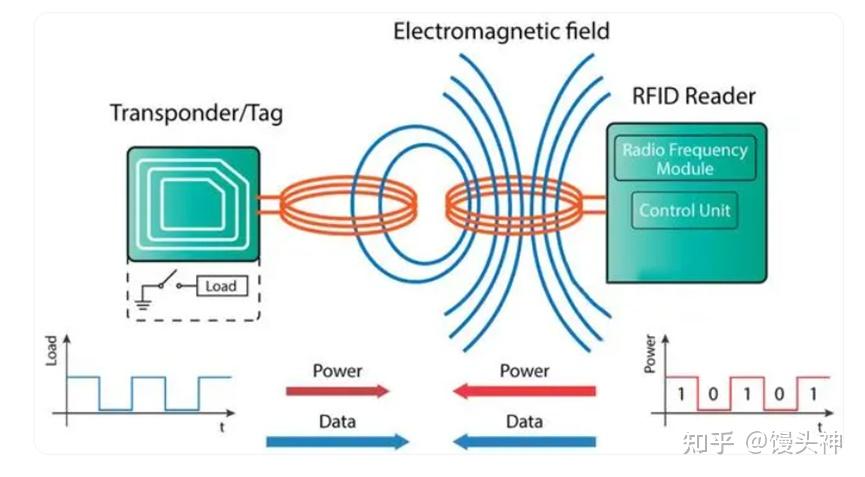 Electromagnetic field
Transponder/Tag
RFID Reader
Radio Frequency
Module
Control Unit
Load
Load
t
Power
Power
Data
Data
Power
1 0 1 0 1
t
知乎 @馒头神